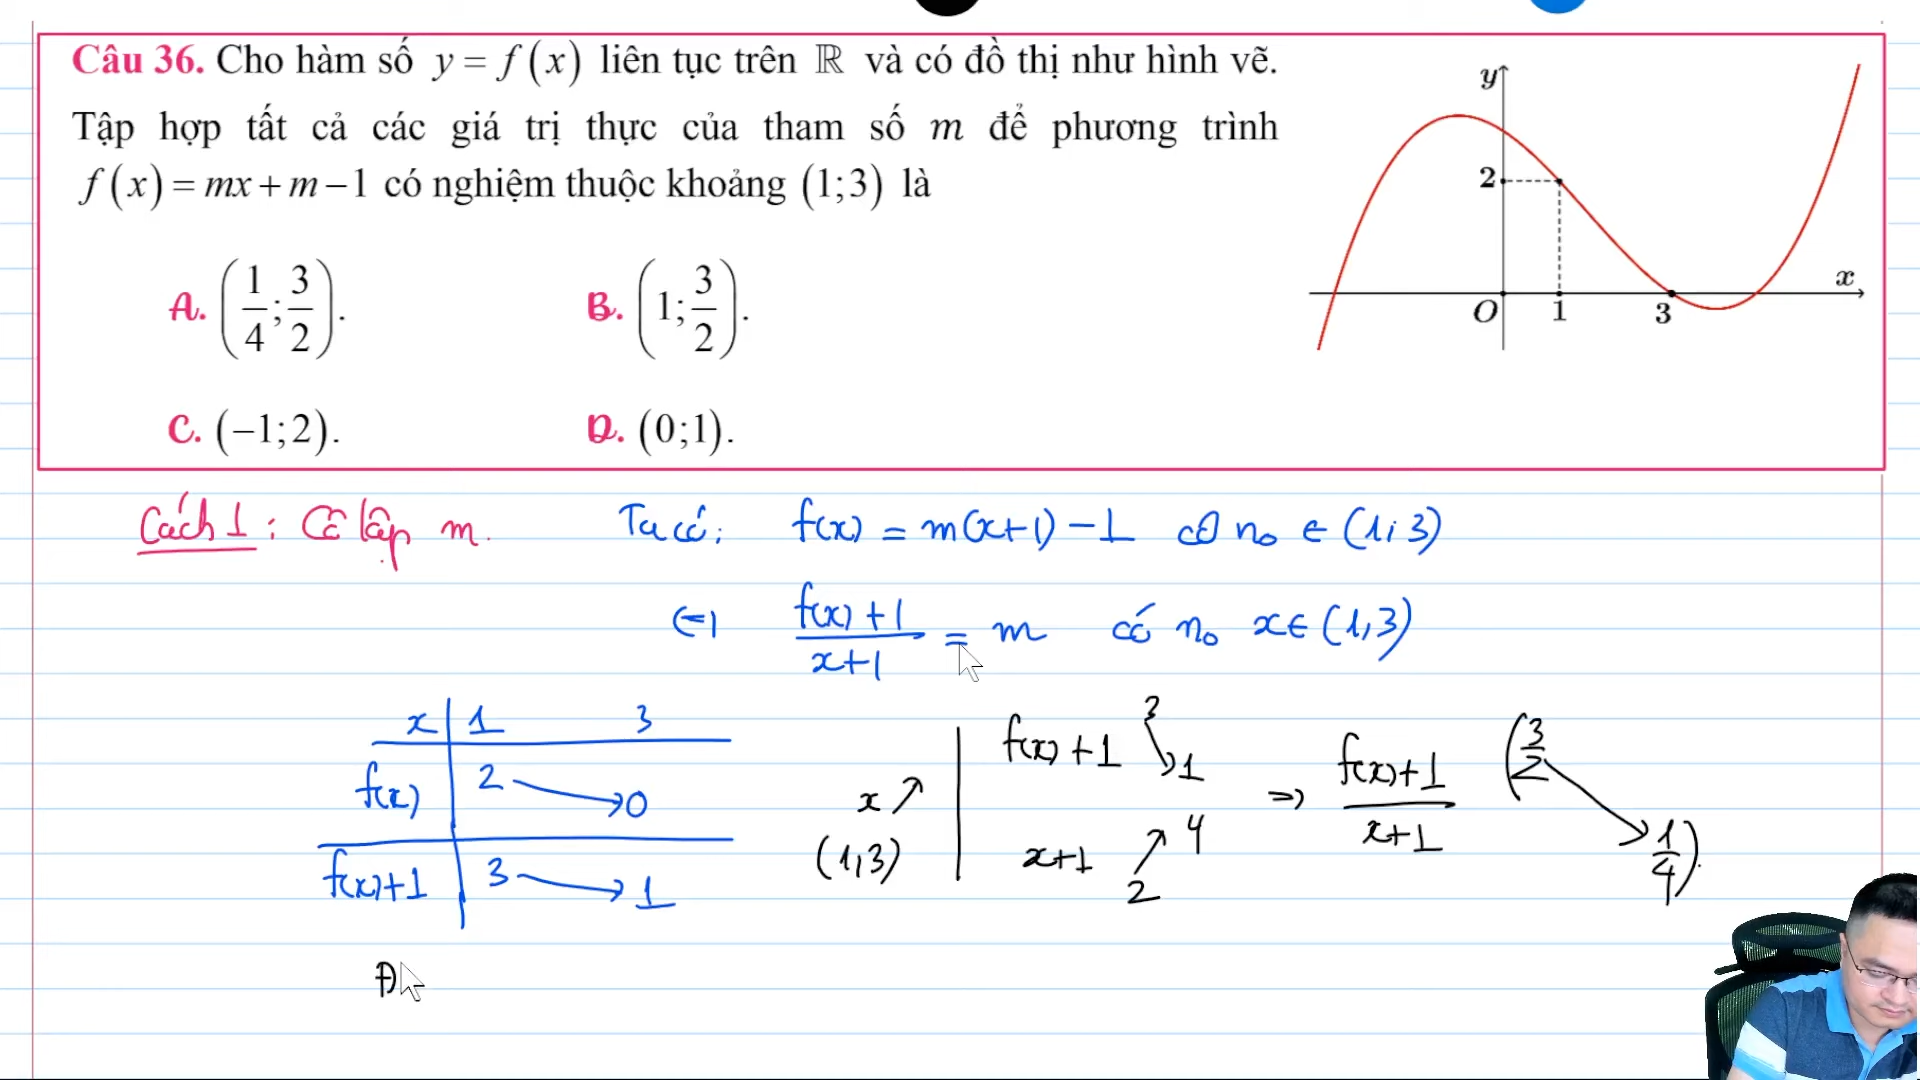 Câu 36. Cho hàm số y = f(x) liên tục trên ℝ và có đồ thị như hình vẽ.
Tập hợp tất cả các giá trị thực của tham số m để phương trình
f(x) = mx + m − 1 có nghiệm thuộc khoảng (1;3) là
A. (1/4; 3/2).
B. (1; 3/2).
C. (−1;2).
D. (0;1).
y
2
O
1
3
x
Cách 1 : Cô lập m.
Ta có: f(x) = m(x+1) − 1 có no ∈ (1;3)
⇔ (f(x)+1)/(x+1) = m có no x ∈ (1,3)
x | 1 3
f(x) | 2 → 0
f(x)+1 | 3 → 1
x ↗
(1,3)
f(x)+1 3 ↘ 1
x+1 2 ↗ 4
⇒ (f(x)+1)/(x+1) (3/2 ↘ 1/4).
Đ